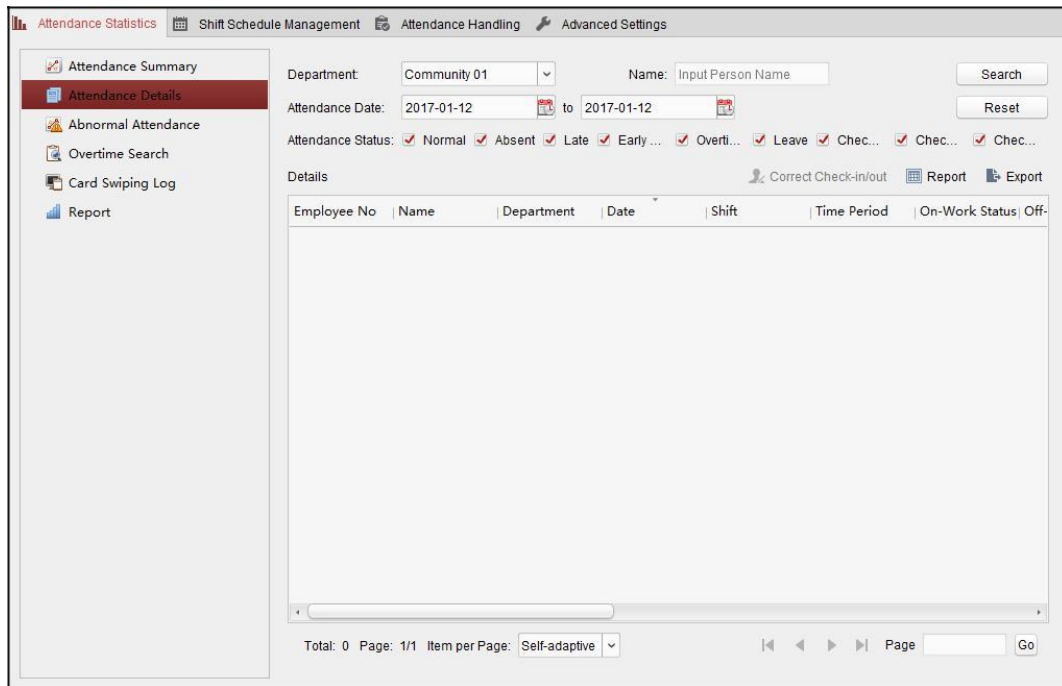 Attendance Statistics Shift Schedule Management Attendance Handling Advanced Settings
Attendance Summary
Attendance Details
Abnormal Attendance
Overtime Search
Card Swiping Log
Report
Department: Community 01 Name: Input Person Name Search
Attendance Date: 2017-01-12 to 2017-01-12 Reset
Attendance Status: Normal Absent Late Early ... Overti... Leave Chec... Chec... Chec...
Details Correct Check-in/out Report Export
Employee No Name Department Date Shift Time Period On-Work Status Off-
Total: 0 Page: 1/1 Item per Page: Self-adaptive Page Go